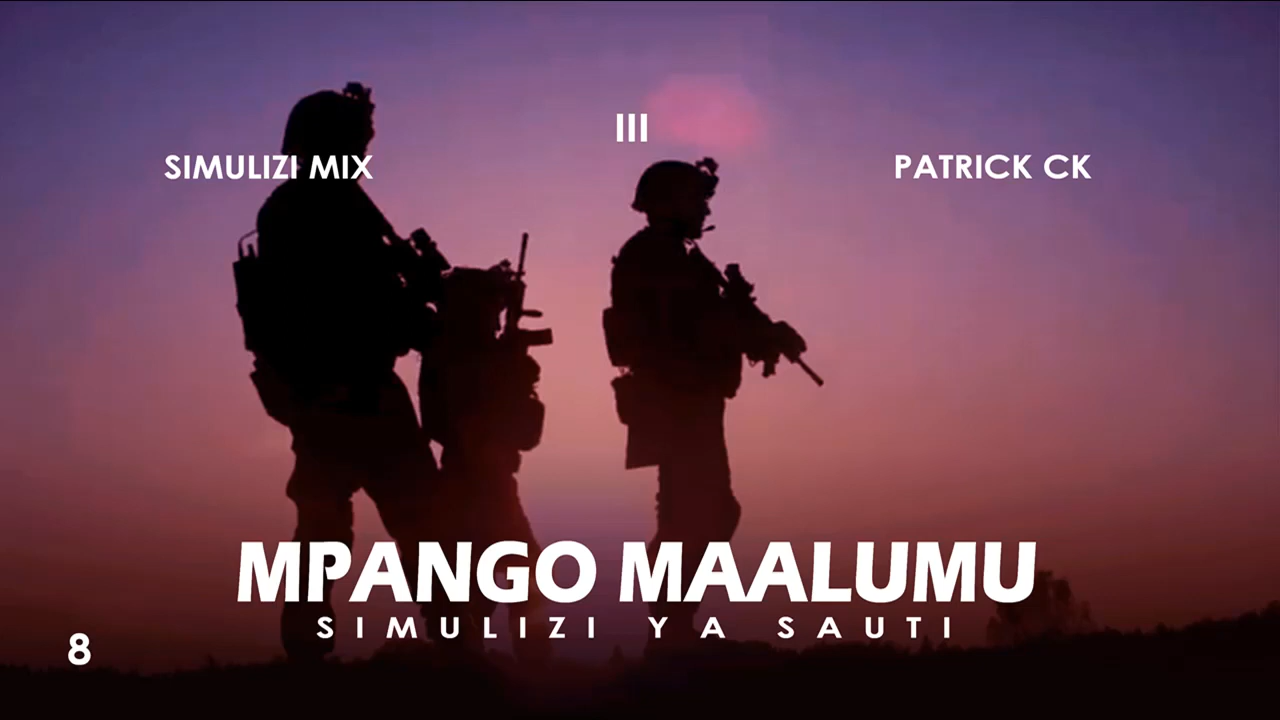 III
SIMULIZI MIX
PATRICK CK
MPANGO MAALUMU
SIMULIZI YA SAUTI
8